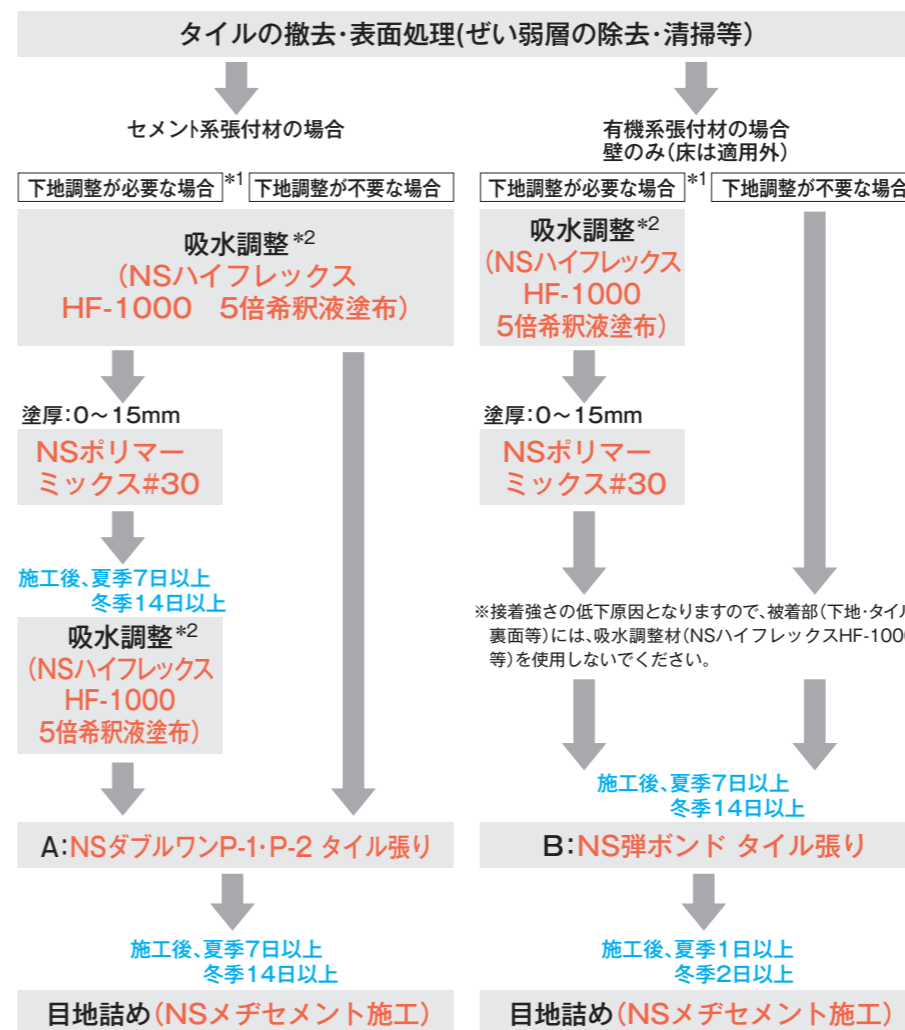 タイルの撤去・表面処理(ぜい弱層の除去・清掃等)
セメント系張付材の場合
下地調整が必要な場合 *1 下地調整が不要な場合
吸水調整*2
(NSハイフレックス
HF-1000 5倍希釈液塗布)
塗厚:0〜15mm
NSポリマー
ミックス#30
施工後、夏季7日以上
冬季14日以上
吸水調整*2
(NSハイフレックス
HF-1000
5倍希釈液塗布)
A:NSダブルワンP-1・P-2 タイル張り
施工後、夏季7日以上
冬季14日以上
目地詰め(NSメヂセメント施工)
有機系張付材の場合
壁のみ(床は適用外)
下地調整が必要な場合 *1 下地調整が不要な場合
吸水調整*2
(NSハイフレックス
HF-1000
5倍希釈液塗布)
塗厚:0〜15mm
NSポリマー
ミックス#30
※接着強さの低下原因となりますので、被着部(下地・タイル
裏面等)には、吸水調整材(NSハイフレックスHF-1000
等)を使用しないでください。
施工後、夏季7日以上
冬季14日以上
B:NS弾ボンド タイル張り
施工後、夏季1日以上
冬季2日以上
目地詰め(NSメヂセメント施工)